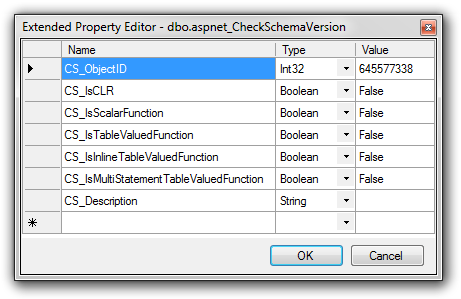 Extended Property Editor - dbo.aspnet_CheckSchemaVersion
Name Type Value
CS_ObjectID Int32 645577338
CS_IsCLR Boolean False
CS_IsScalarFunction Boolean False
CS_IsTableValuedFunction Boolean False
CS_IsInlineTableValuedFunction Boolean False
CS_IsMultiStatementTableValuedFunction Boolean False
CS_Description String
OK Cancel